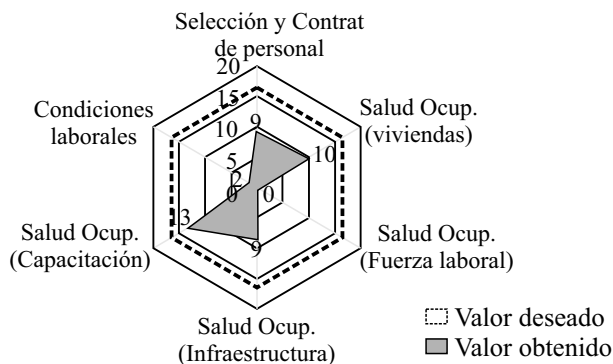 Selección y Contrat
de personal
20
15
10
5
0
9
10
0
9
13
2
Condiciones
laborales
Salud Ocup.
(viviendas)
Salud Ocup.
(Capacitación)
Salud Ocup.
(Fuerza laboral)
Salud Ocup.
(Infraestructura)
Valor deseado
Valor obtenido